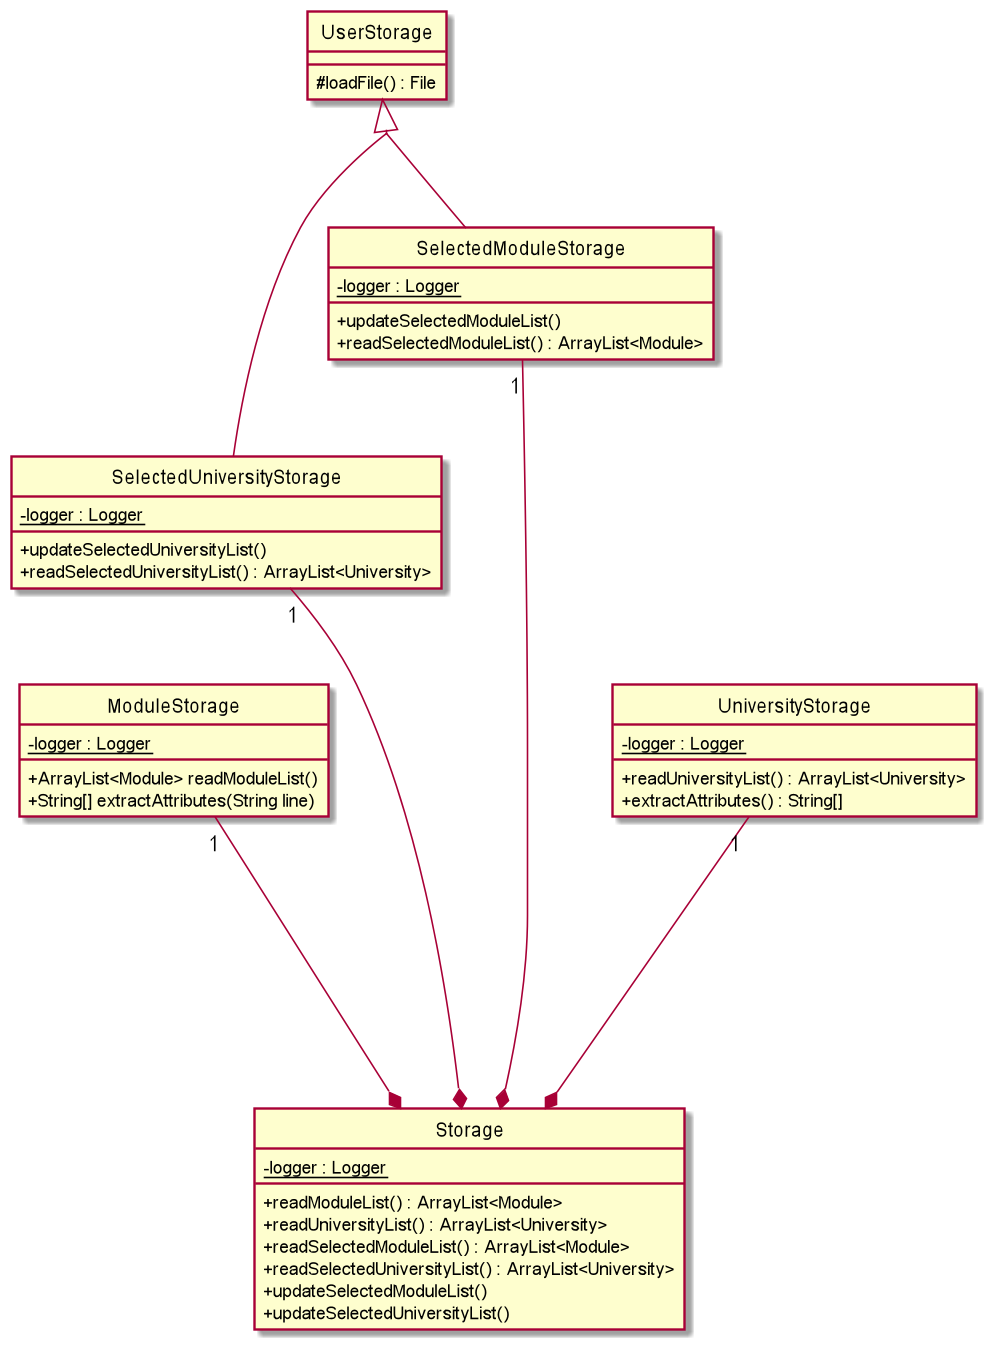 UserStorage
#loadFile() : File
SelectedModuleStorage
-logger : Logger
+updateSelectedModuleList()
+readSelectedModuleList() : ArrayList<Module>
1
SelectedUniversityStorage
-logger : Logger
+updateSelectedUniversityList()
+readSelectedUniversityList() : ArrayList<University>
1
ModuleStorage
-logger : Logger
+ArrayList<Module> readModuleList()
+String[] extractAttributes(String line)
1
UniversityStorage
-logger : Logger
+readUniversityList() : ArrayList<University>
+extractAttributes() : String[]
1
Storage
-logger : Logger
+readModuleList() : ArrayList<Module>
+readUniversityList() : ArrayList<University>
+readSelectedModuleList() : ArrayList<Module>
+readSelectedUniversityList() : ArrayList<University>
+updateSelectedModuleList()
+updateSelectedUniversityList()